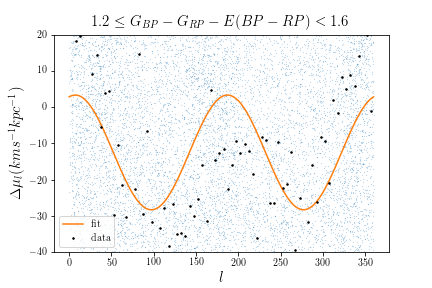 1.2 ≤ G_BP − G_RP − E(BP − RP) < 1.6
20
10
0
−10
−20
−30
−40
Δμ_l(kms^−1kpc^−1)
fit
data
0 50 100 150 200 250 300 350
l